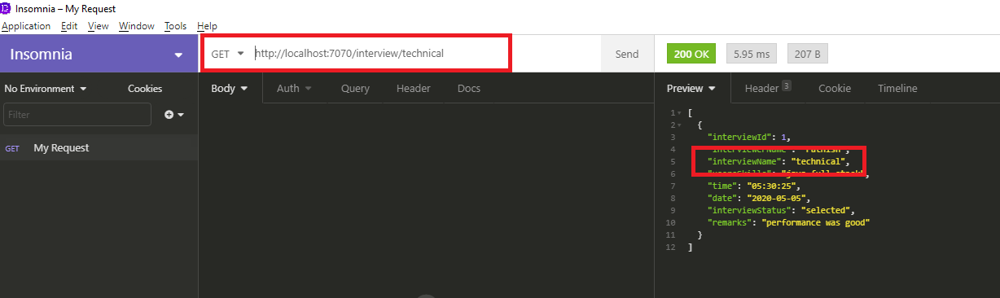 Insomnia – My Request
Application Edit View Window Tools Help
Insomnia
GET http://localhost:7070/interview/technical Send
200 OK 5.95 ms 207 B
No Environment Cookies
Body Auth Query Header Docs
Preview Header 3 Cookie Timeline
Filter
GET My Request
1 [
2 {
3 "interviewId": 1,
4 "interviewerName":
5 "interviewName": "technical",
6 "java full stack",
7 "time": "05:30:25",
8 "date": "2020-05-05",
9 "interviewStatus": "selected",
10 "remarks": "performance was good"
11 }
12 ]